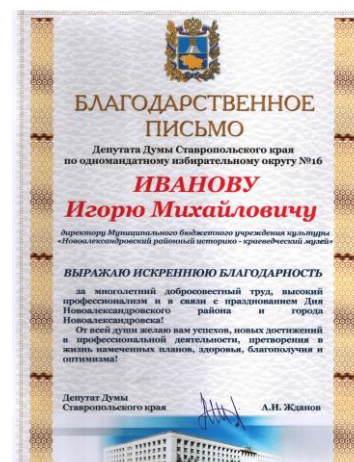 БЛАГОДАРСТВЕННОЕ
ПИСЬМО
Депутата Думы Ставропольского края
по одномандатному избирательному округу №16
ИВАНОВУ
Игорю Михайловичу
директору Муниципального бюджетного учреждения культуры
«Новоалександровский районный историко - краеведческий музей»
ВЫРАЖАЮ ИСКРЕННЮЮ БЛАГОДАРНОСТЬ
за многолетний добросовестный труд, высокий
профессионализм и в связи с празднованием Дня
Новоалександровского района и города
Новоалександровска!
От всей души желаю вам успехов, новых достижений
в профессиональной деятельности, претворения в
жизнь намеченных планов, здоровья, благополучия и
оптимизма!
Депутат Думы
Ставропольского края А.И. Жданов